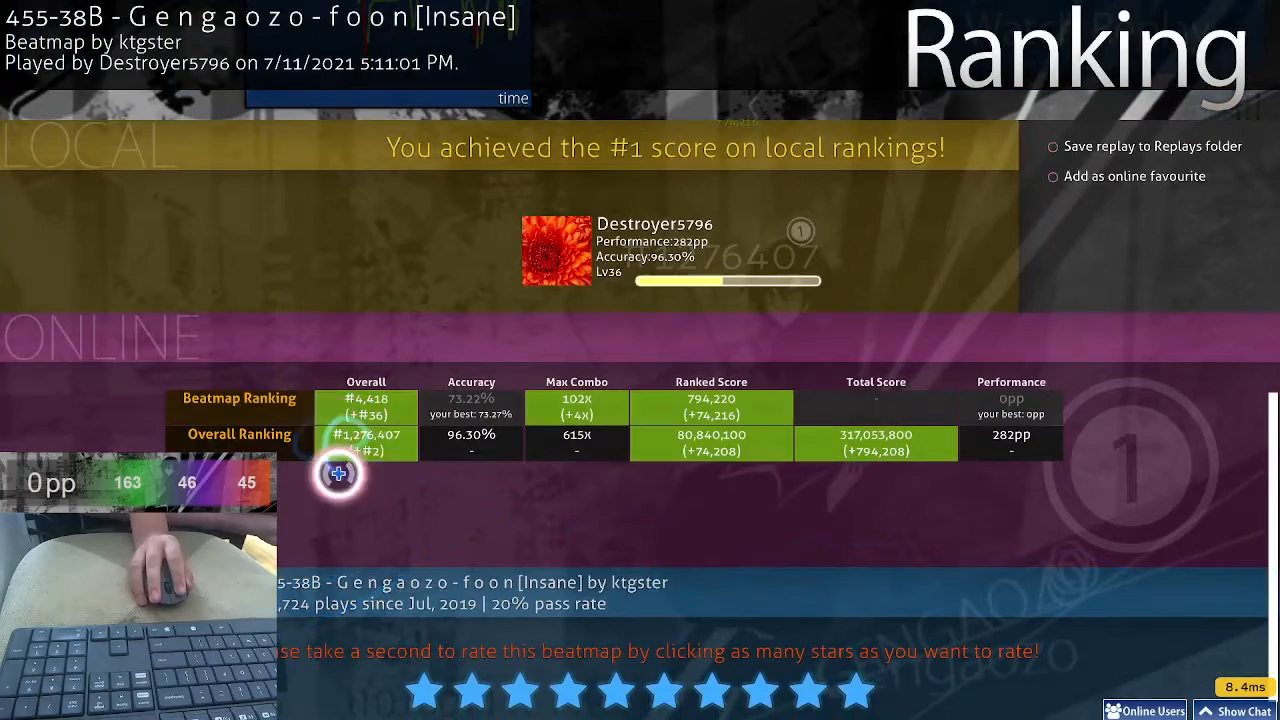 455-38B - G e n g a o z o - f o o n [Insane]
Beatmap by ktgster
Played by Destroyer5796 on 7/11/2021 5:11:01 PM.
Ranking
time
LOCAL
+74,216
You achieved the #1 score on local rankings!
Save replay to Replays folder
Add as online favourite
Destroyer5796
Performance:282pp
Accuracy:96.30%
Lv36
1
#1276407
ONLINE
Overall Accuracy Max Combo Ranked Score Total Score Performance
Beatmap Ranking #4,418 73.22% 102x 794,220 - 0pp
(+#36) your best: 73.27% (+4x) (+74,216) your best: 0pp
Overall Ranking #1,276,407 96.30% 615x 80,840,100 317,053,800 282pp
(+#2) - - (+74,208) (+794,208) -
1
0pp 163 46 45
5-38B - G e n g a o z o - f o o n [Insane] by ktgster
,724 plays since Jul, 2019 | 20% pass rate
se take a second to rate this beatmap by clicking as many stars as you want to rate!
8.4ms
Online Users
Show Chat